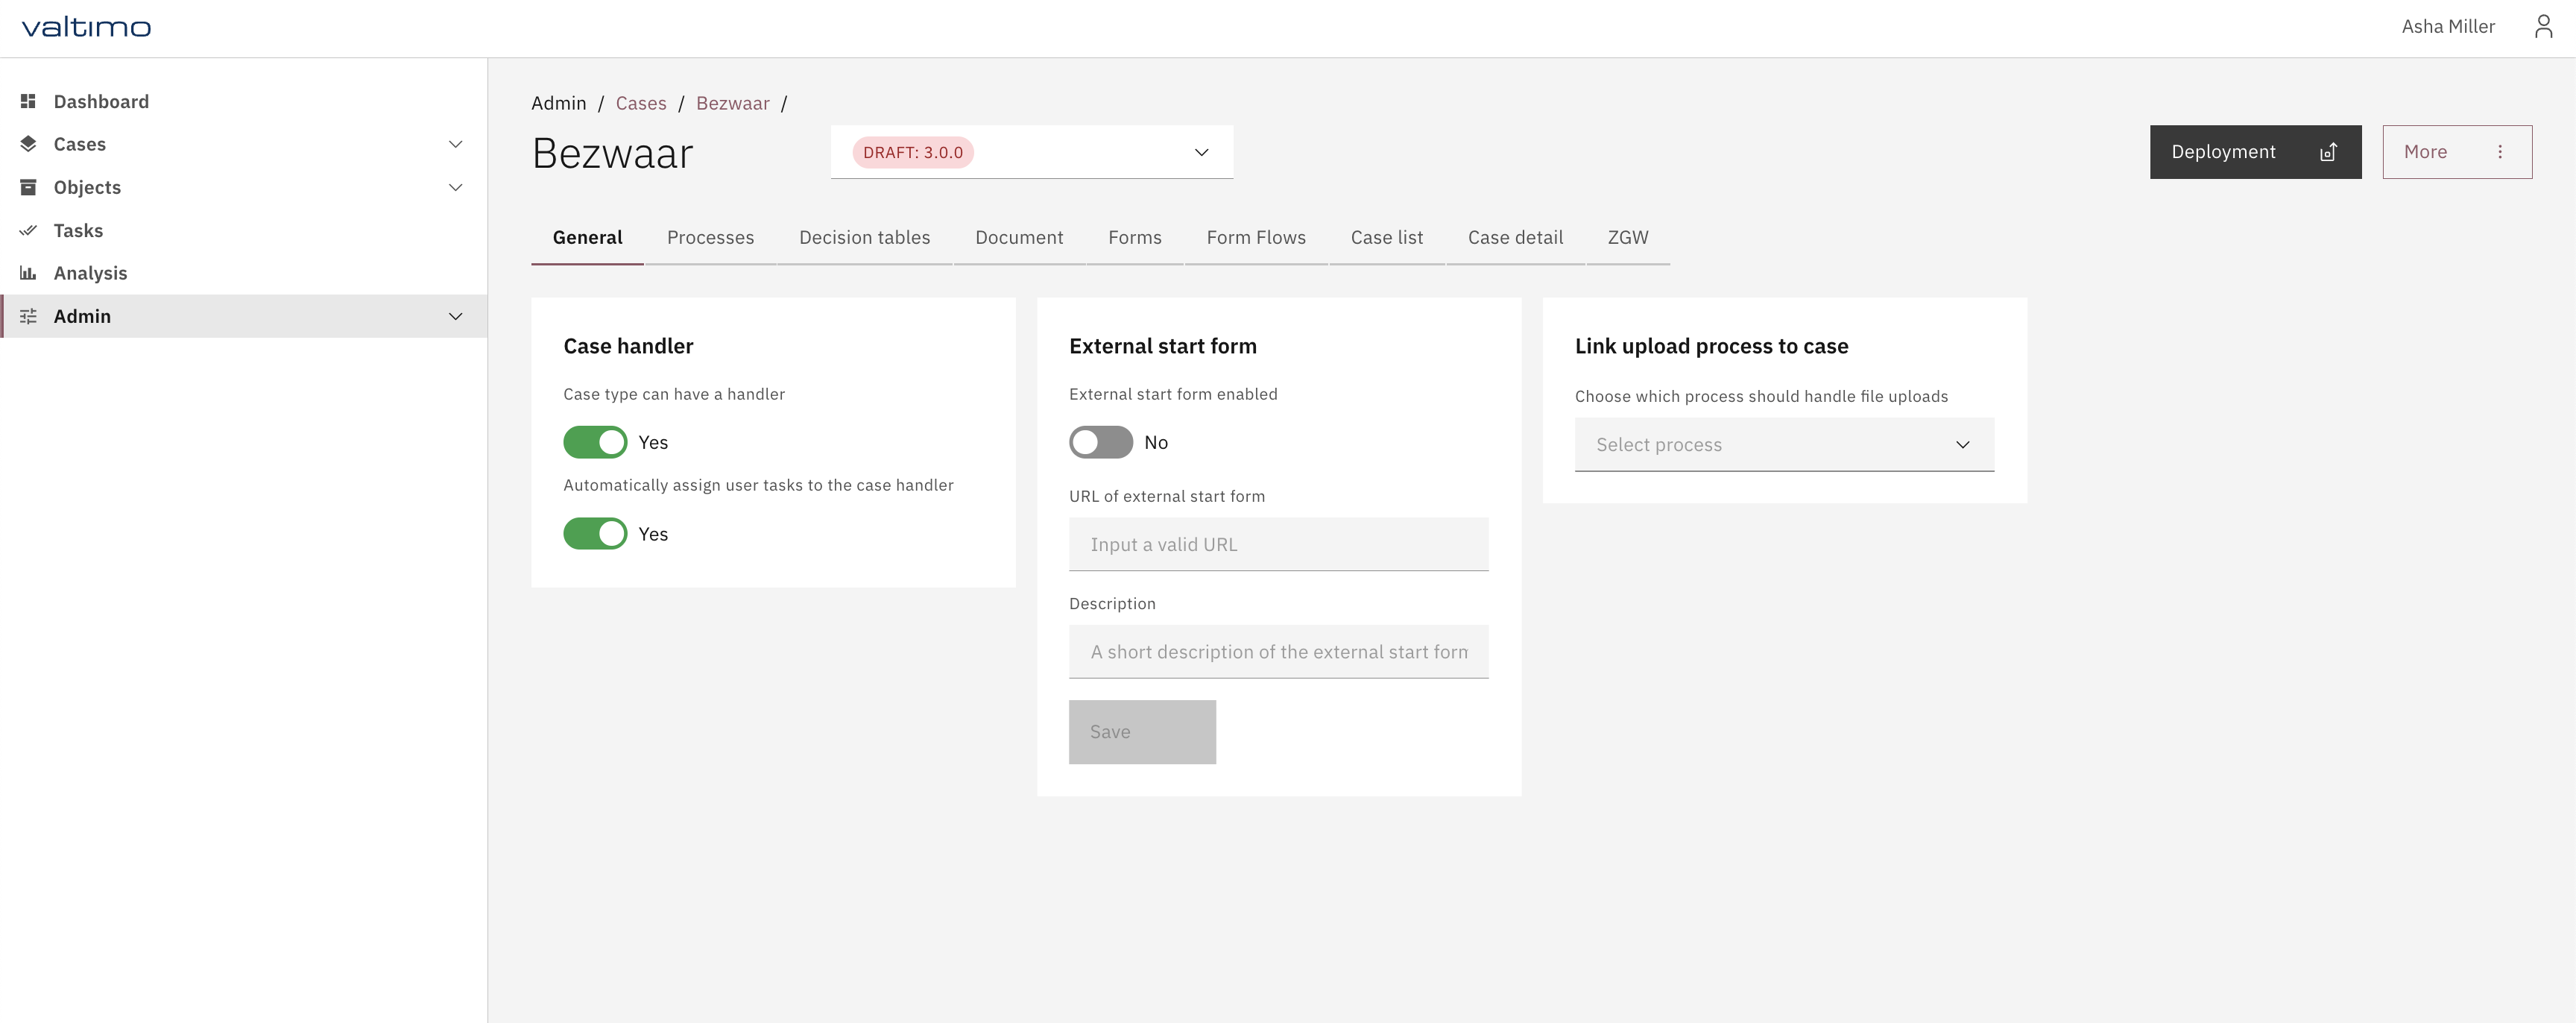 valtimo
Asha Miller
Dashboard
Cases
Objects
Tasks
Analysis
Admin
Admin / Cases / Bezwaar /
Bezwaar
DRAFT: 3.0.0
Deployment
More
General Processes Decision tables Document Forms Form Flows Case list Case detail ZGW
Case handler
Case type can have a handler
Yes
Automatically assign user tasks to the case handler
Yes
External start form
External start form enabled
No
URL of external start form
Input a valid URL
Description
A short description of the external start form
Save
Link upload process to case
Choose which process should handle file uploads
Select process